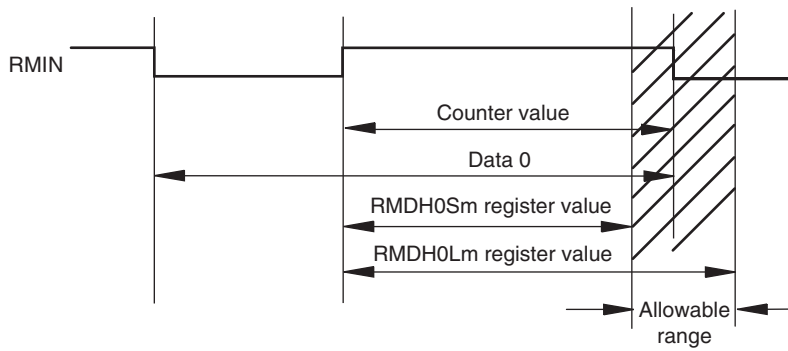 RMIN
Counter value
Data 0
RMDH0Sm register value
RMDH0Lm register value
Allowable
range